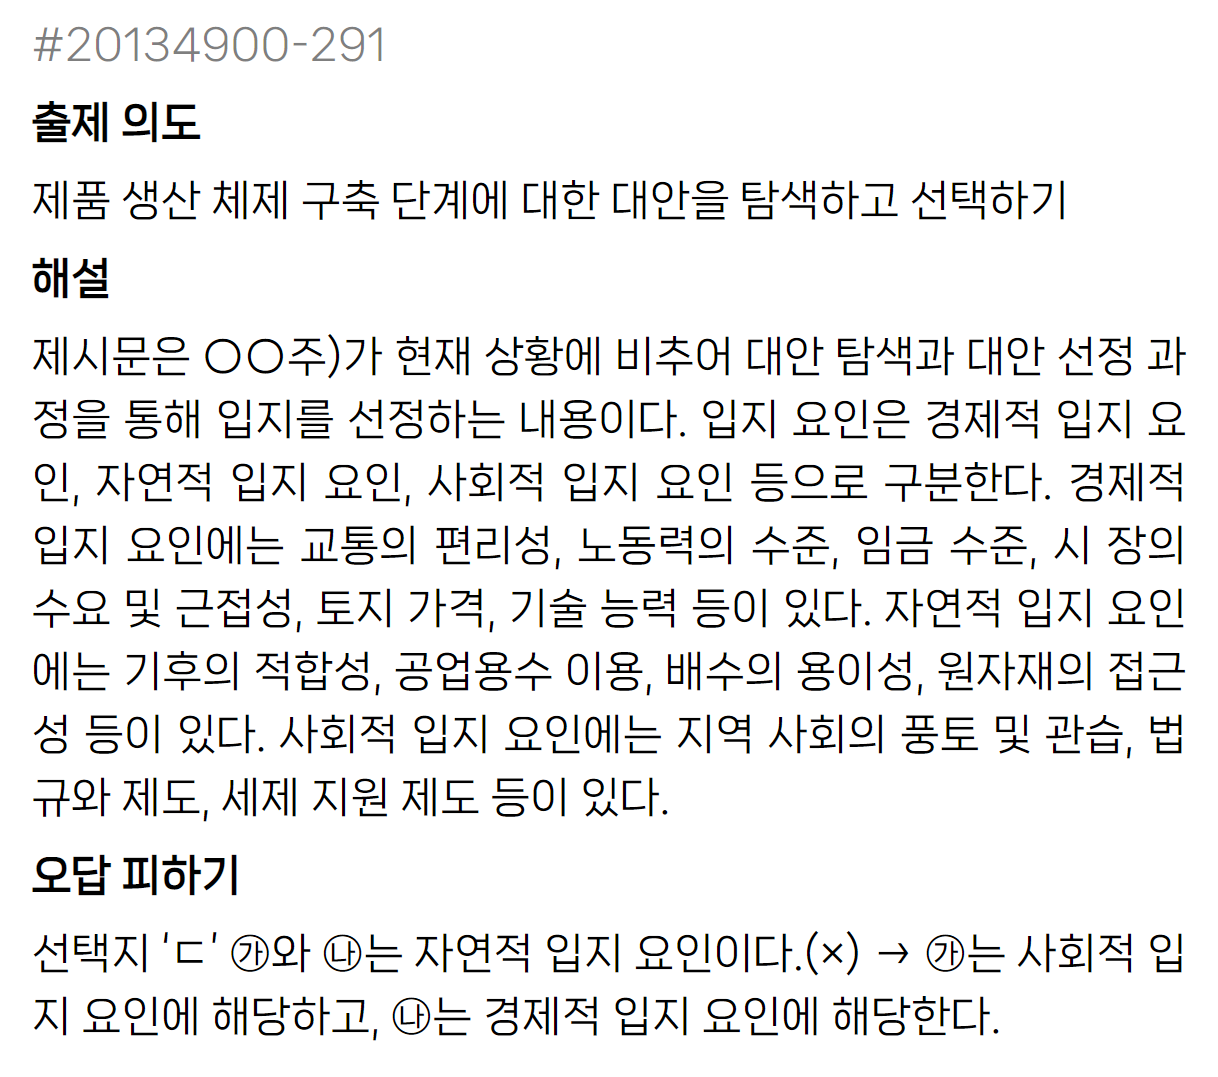 #20134900-291
출제 의도
제품 생산 체제 구축 단계에 대한 대안을 탐색하고 선택하기
해설
제시문은 〇〇주)가 현재 상황에 비추어 대안 탐색과 대안 선정 과
정을 통해 입지를 선정하는 내용이다. 입지 요인은 경제적 입지 요
인, 자연적 입지 요인, 사회적 입지 요인 등으로 구분한다. 경제적
입지 요인에는 교통의 편리성, 노동력의 수준, 임금 수준, 시 장의
수요 및 근접성, 토지 가격, 기술 능력 등이 있다. 자연적 입지 요인
에는 기후의 적합성, 공업용수 이용, 배수의 용이성, 원자재의 접근
성 등이 있다. 사회적 입지 요인에는 지역 사회의 풍토 및 관습, 법
규와 제도, 세제 지원 제도 등이 있다.
오답 피하기
선택지 ‘ㄷ’ ㉮와 ㉯는 자연적 입지 요인이다.(×) → ㉮는 사회적 입
지 요인에 해당하고, ㉯는 경제적 입지 요인에 해당한다.